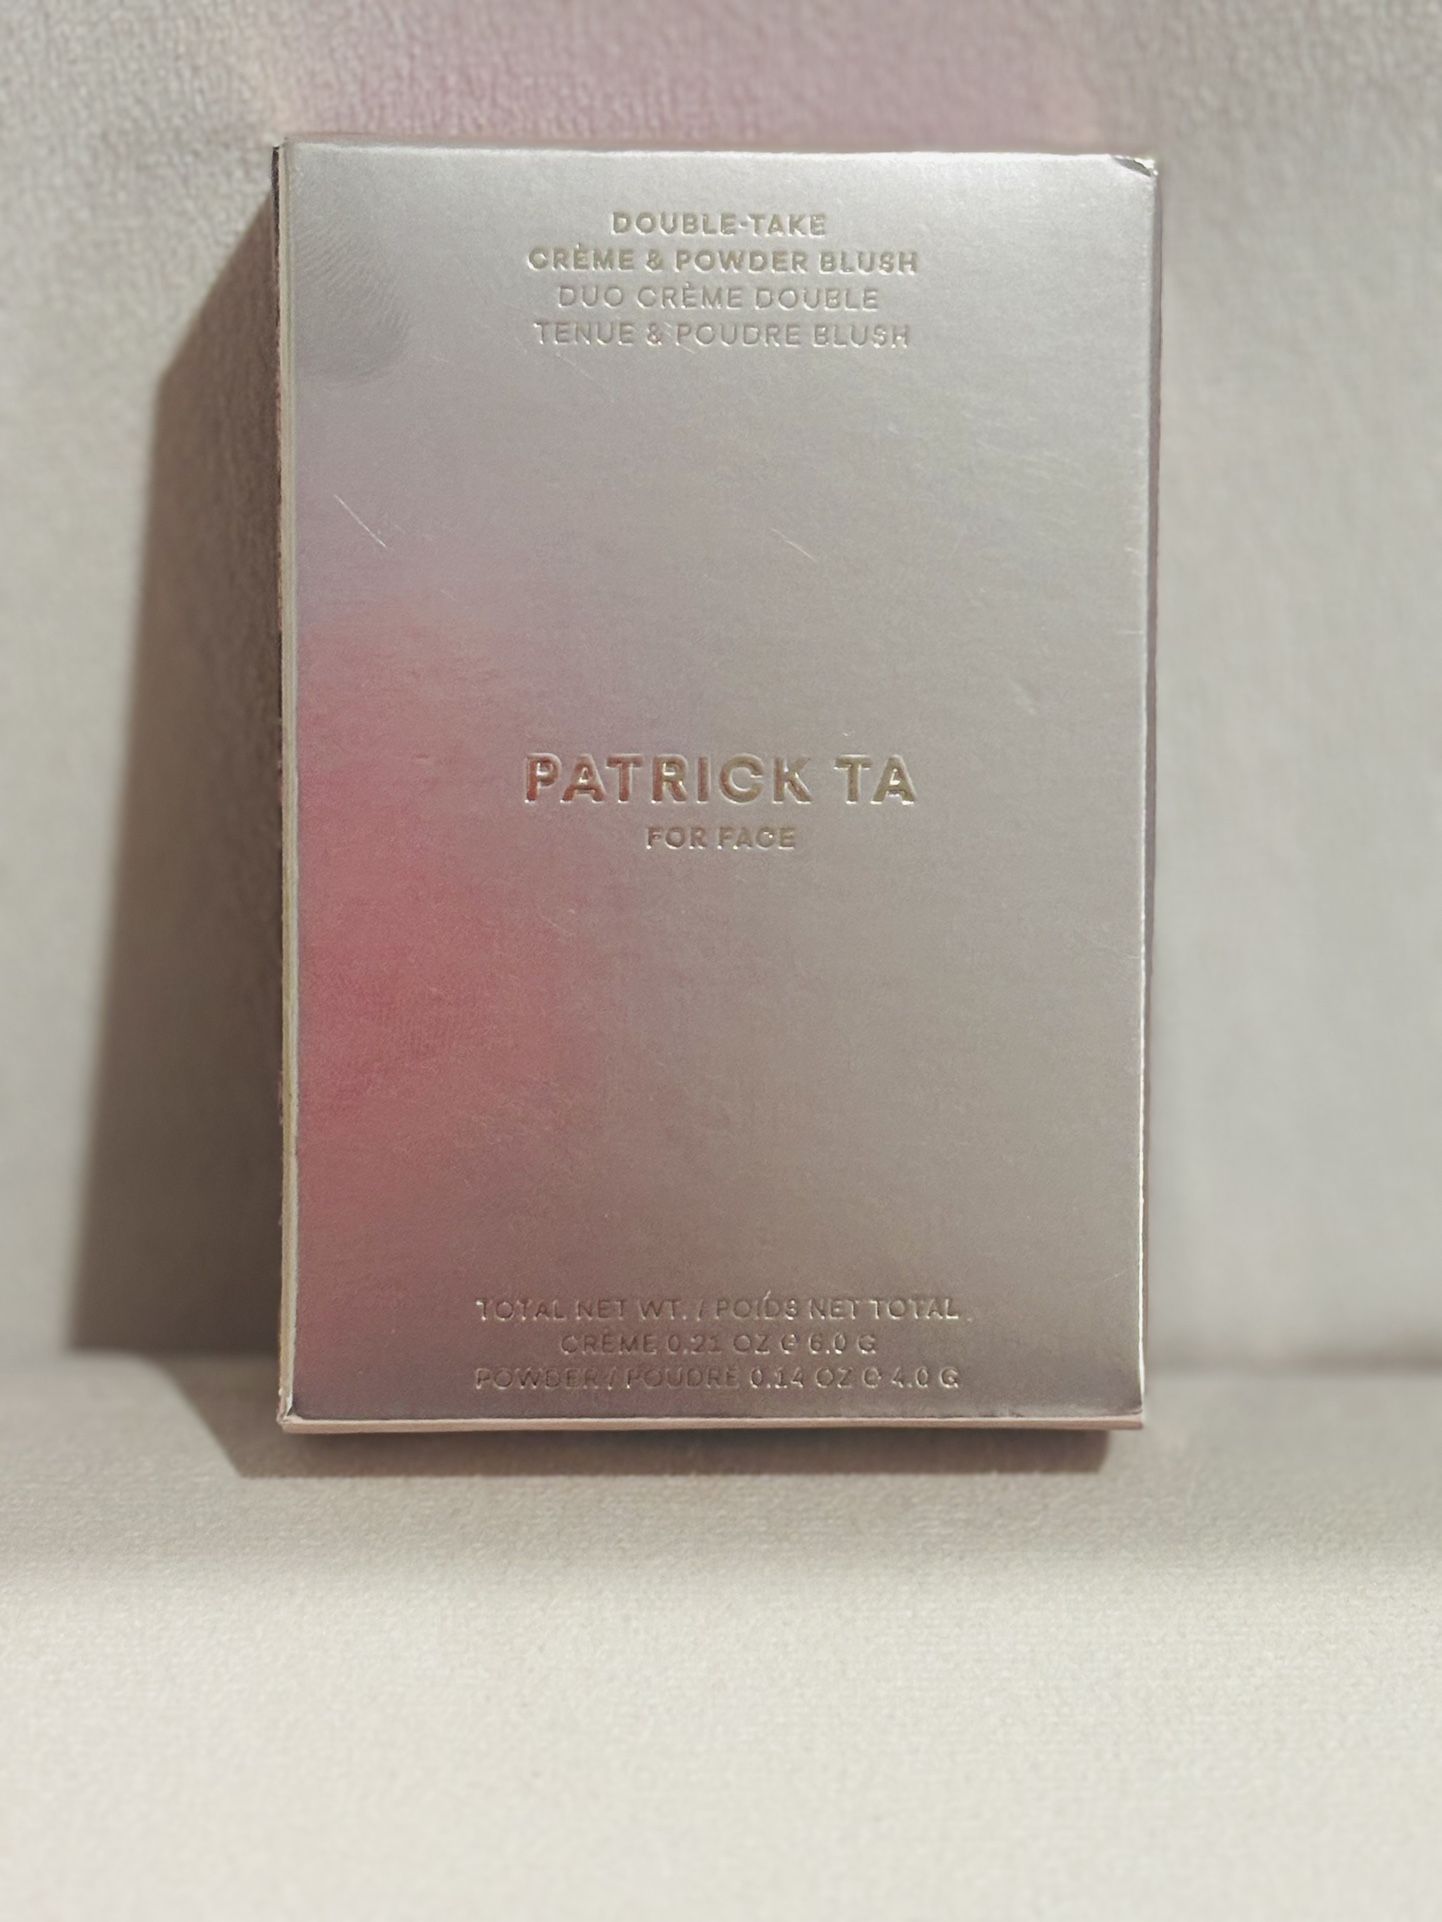 DOUBLE-TAKE
CRÈME & POWDER BLUSH
DUO CRÈME DOUBLE
TENUE & POUDRE BLUSH
PATRICK TA
FOR FACE
TOTAL NET WT. / POIDS NET TOTAL
CRÈME 0.21 OZ ℮ 6.0 G
POWDER / POUDRE 0.14 OZ ℮ 4.0 G